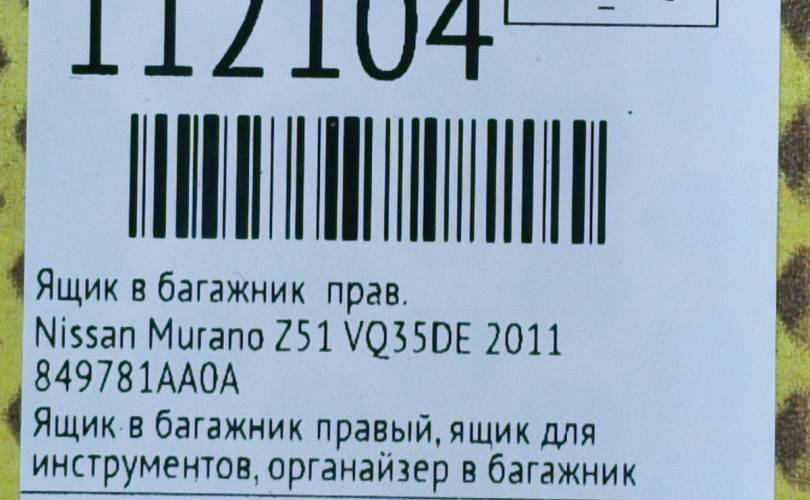 112104
Ящик в багажник прав.
Nissan Murano Z51 VQ35DE 2011
849781AA0A
Ящик в багажник правый, ящик для
инструментов, органайзер в багажник